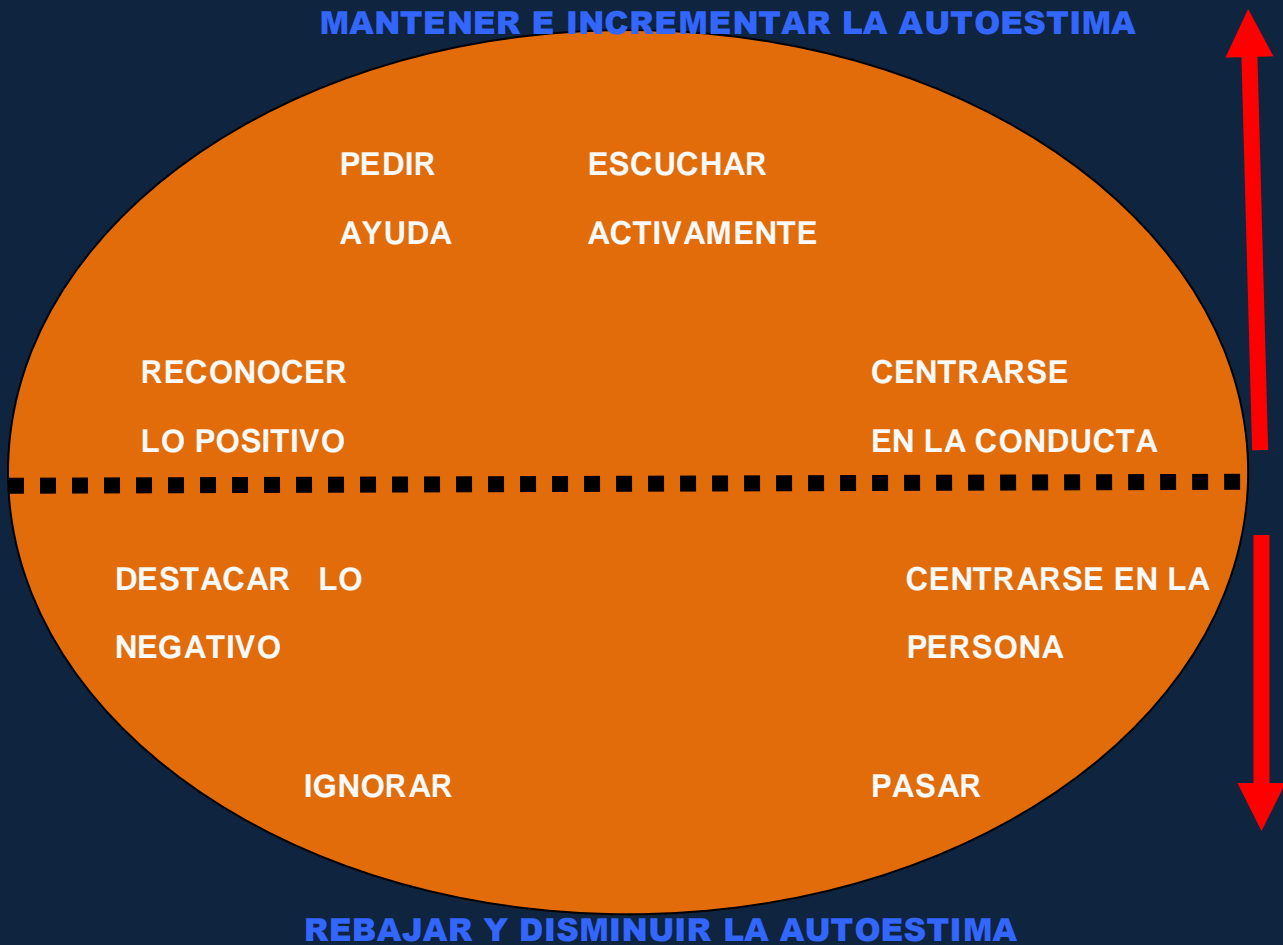 MANTENER E INCREMENTAR LA AUTOESTIMA
PEDIR ESCUCHAR
AYUDA ACTIVAMENTE
RECONOCER CENTRARSE
LO POSITIVO EN LA CONDUCTA
DESTACAR LO CENTRARSE EN LA
NEGATIVO PERSONA
IGNORAR PASAR
REBAJAR Y DISMINUIR LA AUTOESTIMA